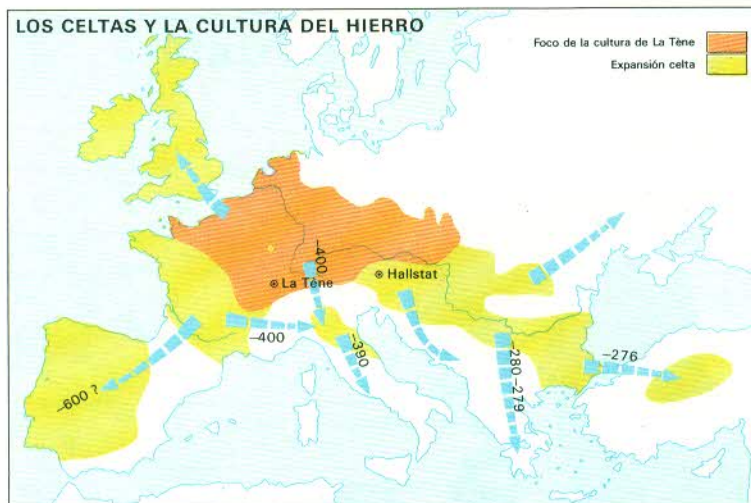 LOS CELTAS Y LA CULTURA DEL HIERRO
Foco de la cultura de La Tène
Expansión celta
-400
La Tène
Hallstat
-400
-390
-600 ?
-280-279
-276